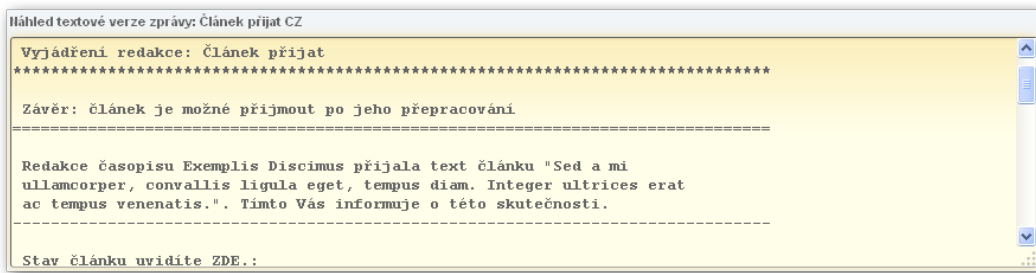 Náhled textové verze zprávy: Článek přijat CZ
Vyjádření redakce: Článek přijat
********************************************************************************
Závěr: článek je možné přijmout po jeho přepracování
================================================================================
Redakce časopisu Exemplis Discimus přijala text článku "Sed a mi
ullamcorper, convallis ligula eget, tempus diam. Integer ultrices erat
ac tempus venenatis.". Tímto Vás informuje o této skutečnosti.
--------------------------------------------------------------------------------
Stav článku uvidíte ZDE.: